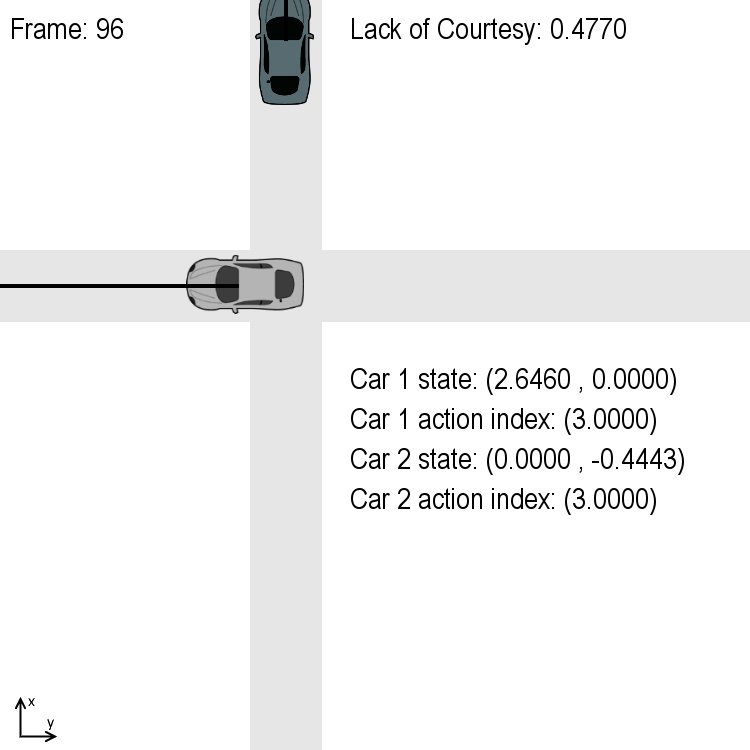 Frame: 96
Lack of Courtesy: 0.4770
Car 1 state: (2.6460 , 0.0000)
Car 1 action index: (3.0000)
Car 2 state: (0.0000 , -0.4443)
Car 2 action index: (3.0000)
x
y